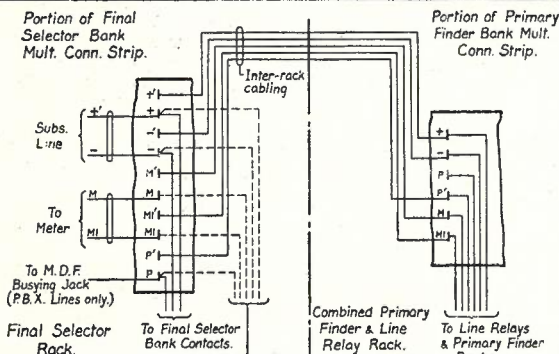 Portion of Final
Selector Bank
Mult. Conn. Strip.
Portion of Primary
Finder Bank Mult.
Conn. Strip.
Inter-rack
cabling
Subs.
Line
+'
-
To
Meter
M
MI
To M.D.F.
Busying Jack
(P.B.X. Lines only.)
+'
+
-'
-
M'
M
MI'
MI
P'
P
+
-
P
P'
M
MI
Final Selector
Rack.
To Final Selector
Bank Contacts.
Combined Primary
Finder & Line
Relay Rack.
To Line Relays
& Primary Finder